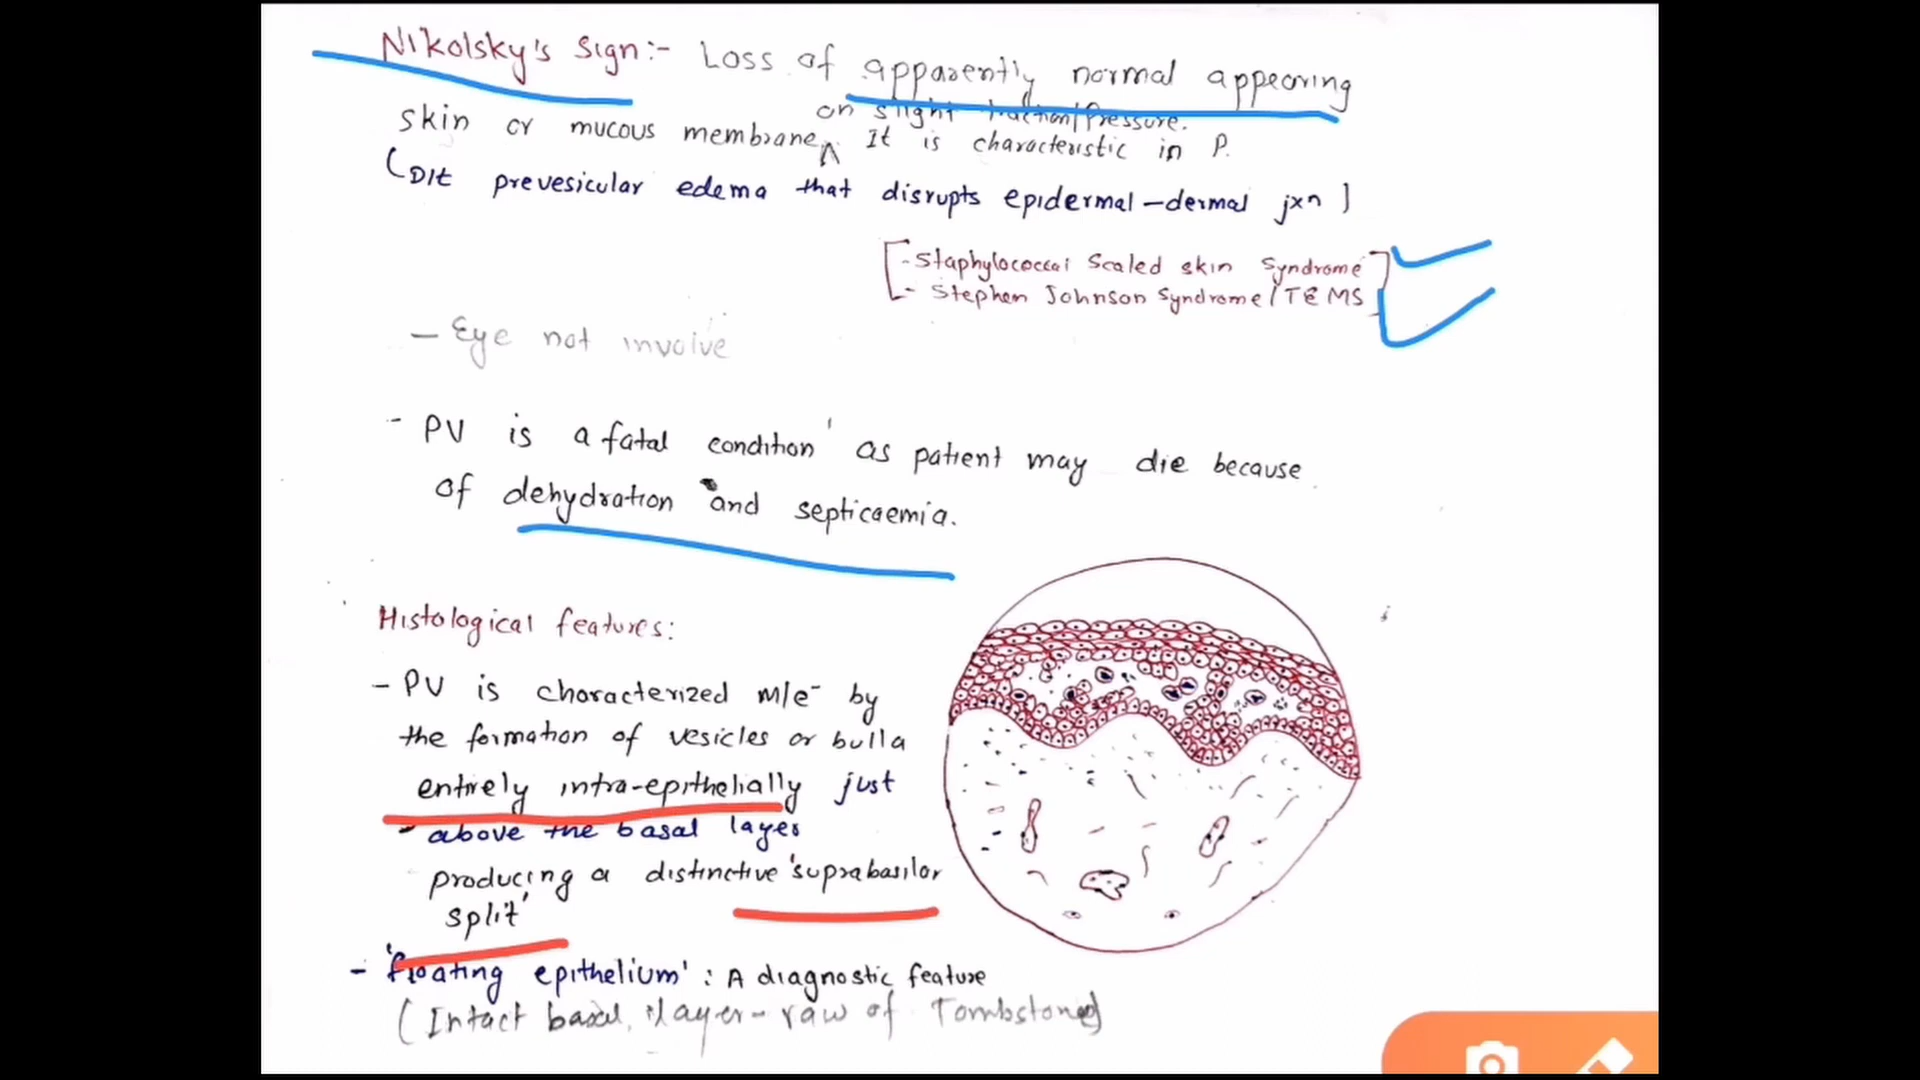 Nikolsky's Sign:- Loss of apparently normal appearing
on slight traction/Pressure.
skin or mucous membrane. It is characteristic in P.
(D/t prevesicular edema that disrupts epidermal-dermal jxn)
- Staphylococcal Scaled skin Syndrome
- Stephen Johnson Syndrome/TEMS
- Eye not involve
- PV is a fatal condition as patient may die because
of dehydration and septicaemia.
Histological features:
- PV is characterized m/e- by
the formation of vesicles or bulla
entirely intra-epithelially just
above the basal layer
producing a distinctive 'suprabasilar
split'
- 'floating epithelium' : A diagnostic feature
(Intact basal layer - raw of Tombstone)